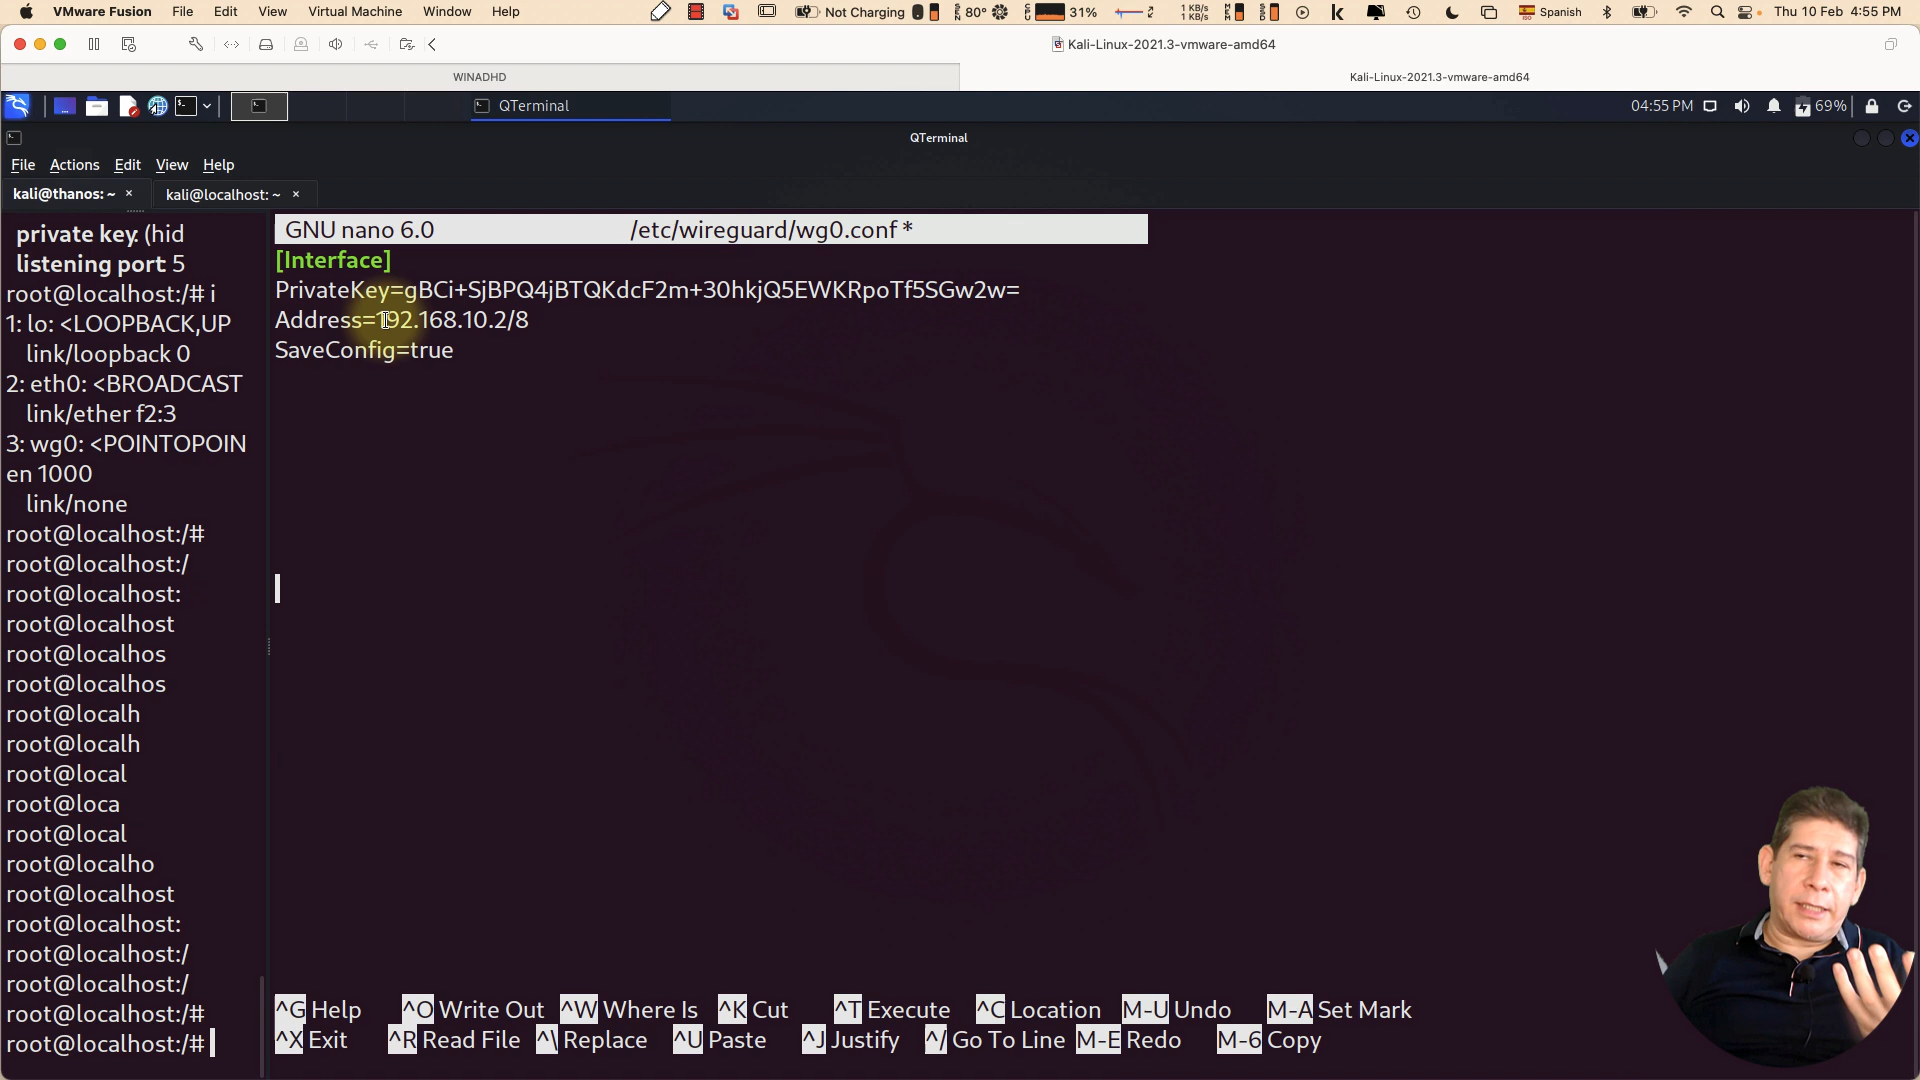 VMware Fusion File Edit View Virtual Machine Window Help Not Charging 80° 31% 1 KB/s 1 KB/s Spanish Thu 10 Feb 4:55 PM
Kali-Linux-2021.3-vmware-amd64
WINADHD Kali-Linux-2021.3-vmware-amd64
QTerminal 04:55 PM 69%
QTerminal
File Actions Edit View Help
kali@thanos: ~ × kali@localhost: ~ ×
private key: (hid
listening port: 5
root@localhost:/# i
1: lo: <LOOPBACK,UP
link/loopback 0
2: eth0: <BROADCAST
link/ether f2:3
3: wg0: <POINTOPOIN
en 1000
link/none
root@localhost:/#
root@localhost:/
root@localhost:
root@localhost
root@localhos
root@localhos
root@localh
root@localh
root@local
root@loca
root@local
root@localho
root@localhost
root@localhost:
root@localhost:/
root@localhost:/
root@localhost:/#
root@localhost:/#
GNU nano 6.0 /etc/wireguard/wg0.conf *
[Interface]
PrivateKey=gBCi+SjBPQ4jBTQKdcF2m+30hkjQ5EWKRpoTf5SGw2w=
Address=192.168.10.2/8
SaveConfig=true
^G Help ^O Write Out ^W Where Is ^K Cut ^T Execute ^C Location M-U Undo M-A Set Mark
^X Exit ^R Read File ^\ Replace ^U Paste ^J Justify ^/ Go To Line M-E Redo M-6 Copy